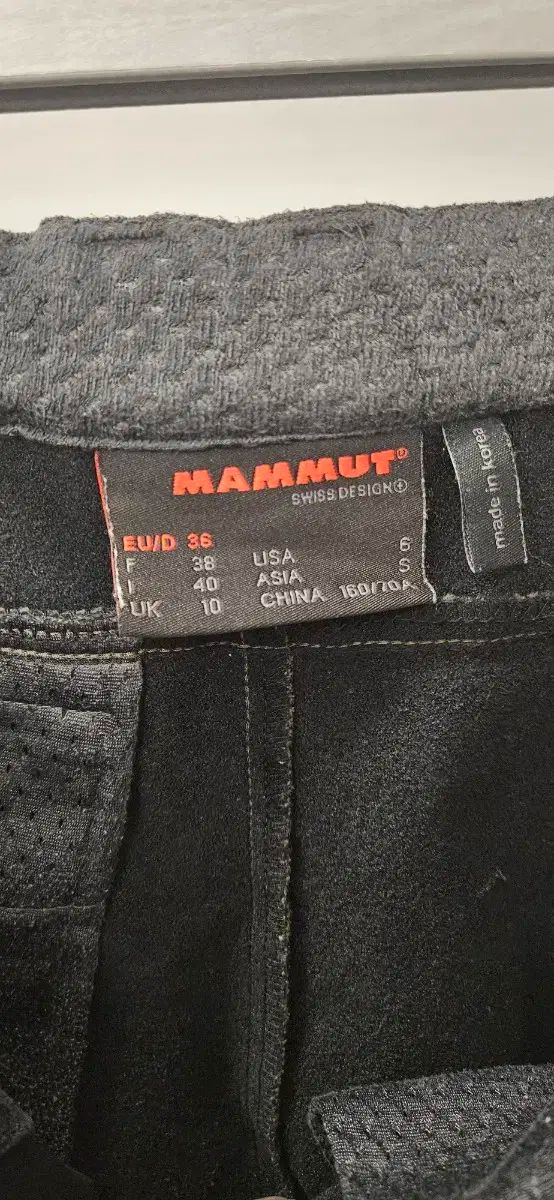 MAMMUT®
SWISS DESIGN
EU/D 36
F 38 USA 6
I 40 ASIA S
UK 10 CHINA 160/70A
made in korea